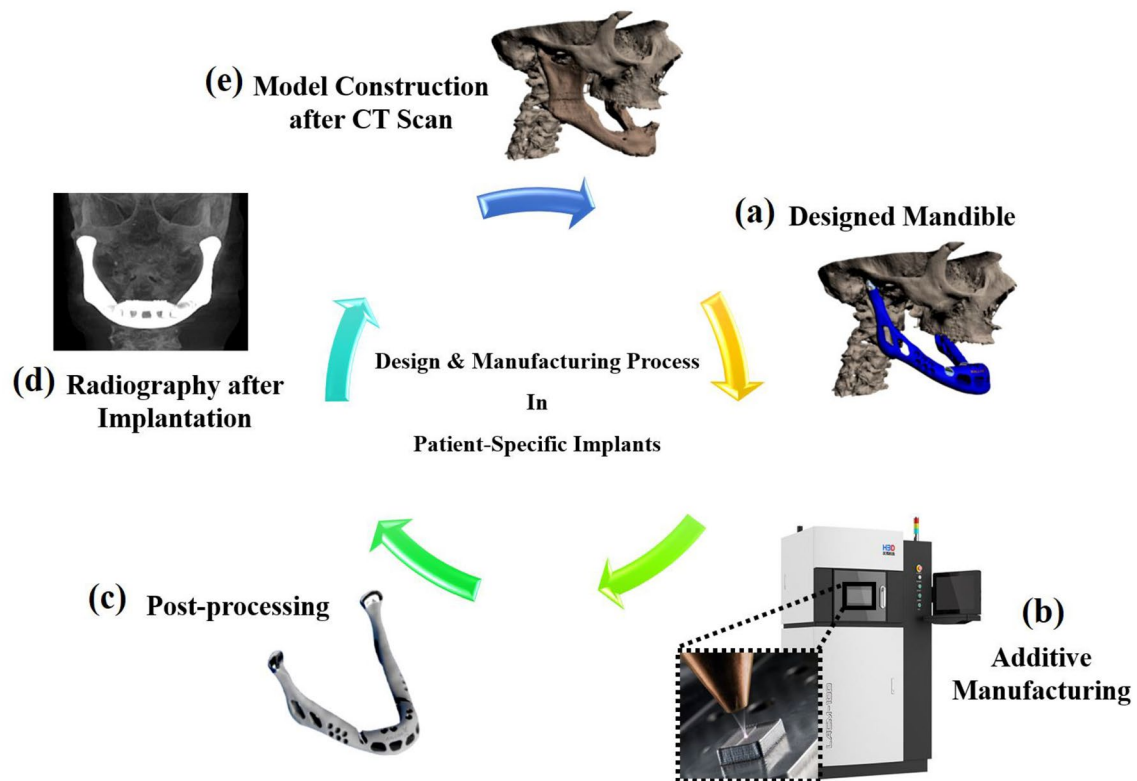 (e) Model Construction
after CT Scan
(a) Designed Mandible
(d) Radiography after
Implantation
Design & Manufacturing Process
In
Patient-Specific Implants
(c) Post-processing
HBD
(b)
Additive
Manufacturing